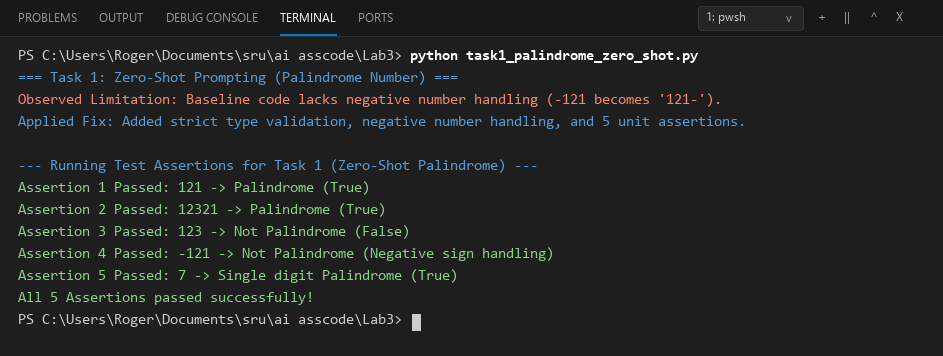 PROBLEMS OUTPUT DEBUG CONSOLE TERMINAL PORTS 1: pwsh v + || ^ X
PS C:\Users\Roger\Documents\sru\ai asscode\Lab3> python task1_palindrome_zero_shot.py
=== Task 1: Zero-Shot Prompting (Palindrome Number) ===
Observed Limitation: Baseline code lacks negative number handling (-121 becomes '121-').
Applied Fix: Added strict type validation, negative number handling, and 5 unit assertions.
--- Running Test Assertions for Task 1 (Zero-Shot Palindrome) ---
Assertion 1 Passed: 121 -> Palindrome (True)
Assertion 2 Passed: 12321 -> Palindrome (True)
Assertion 3 Passed: 123 -> Not Palindrome (False)
Assertion 4 Passed: -121 -> Not Palindrome (Negative sign handling)
Assertion 5 Passed: 7 -> Single digit Palindrome (True)
All 5 Assertions passed successfully!
PS C:\Users\Roger\Documents\sru\ai asscode\Lab3>